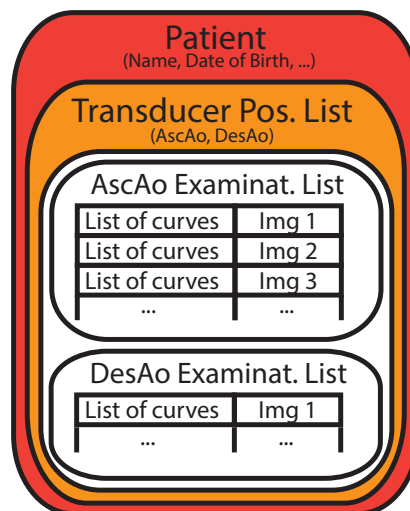 Patient
(Name, Date of Birth, ...)
Transducer Pos. List
(AscAo, DesAo)
AscAo Examinat. List
List of curves Img 1
List of curves Img 2
List of curves Img 3
... ...
DesAo Examinat. List
List of curves Img 1
... ...